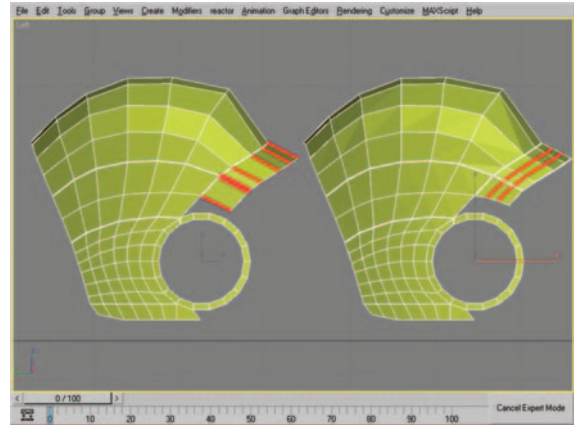 File Edit Tools Group Views Create Modifiers reactor Animation Graph Editors Rendering Customize MAXScript Help
Left
< 0 / 100 >
0 10 20 30 40 50 60 70 80 90 100
Cancel Expert Mode